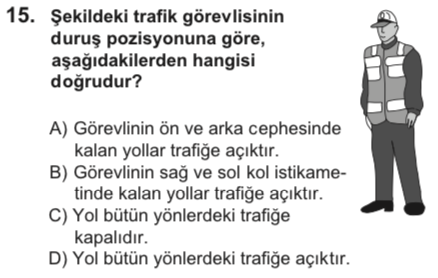 15. Şekildeki trafik görevlisinin
duruş pozisyonuna göre,
aşağıdakilerden hangisi
doğrudur?
A) Görevlinin ön ve arka cephesinde
kalan yollar trafiğe açıktır.
B) Görevlinin sağ ve sol kol istikame-
tinde kalan yollar trafiğe açıktır.
C) Yol bütün yönlerdeki trafiğe
kapalıdır.
D) Yol bütün yönlerdeki trafiğe açıktır.